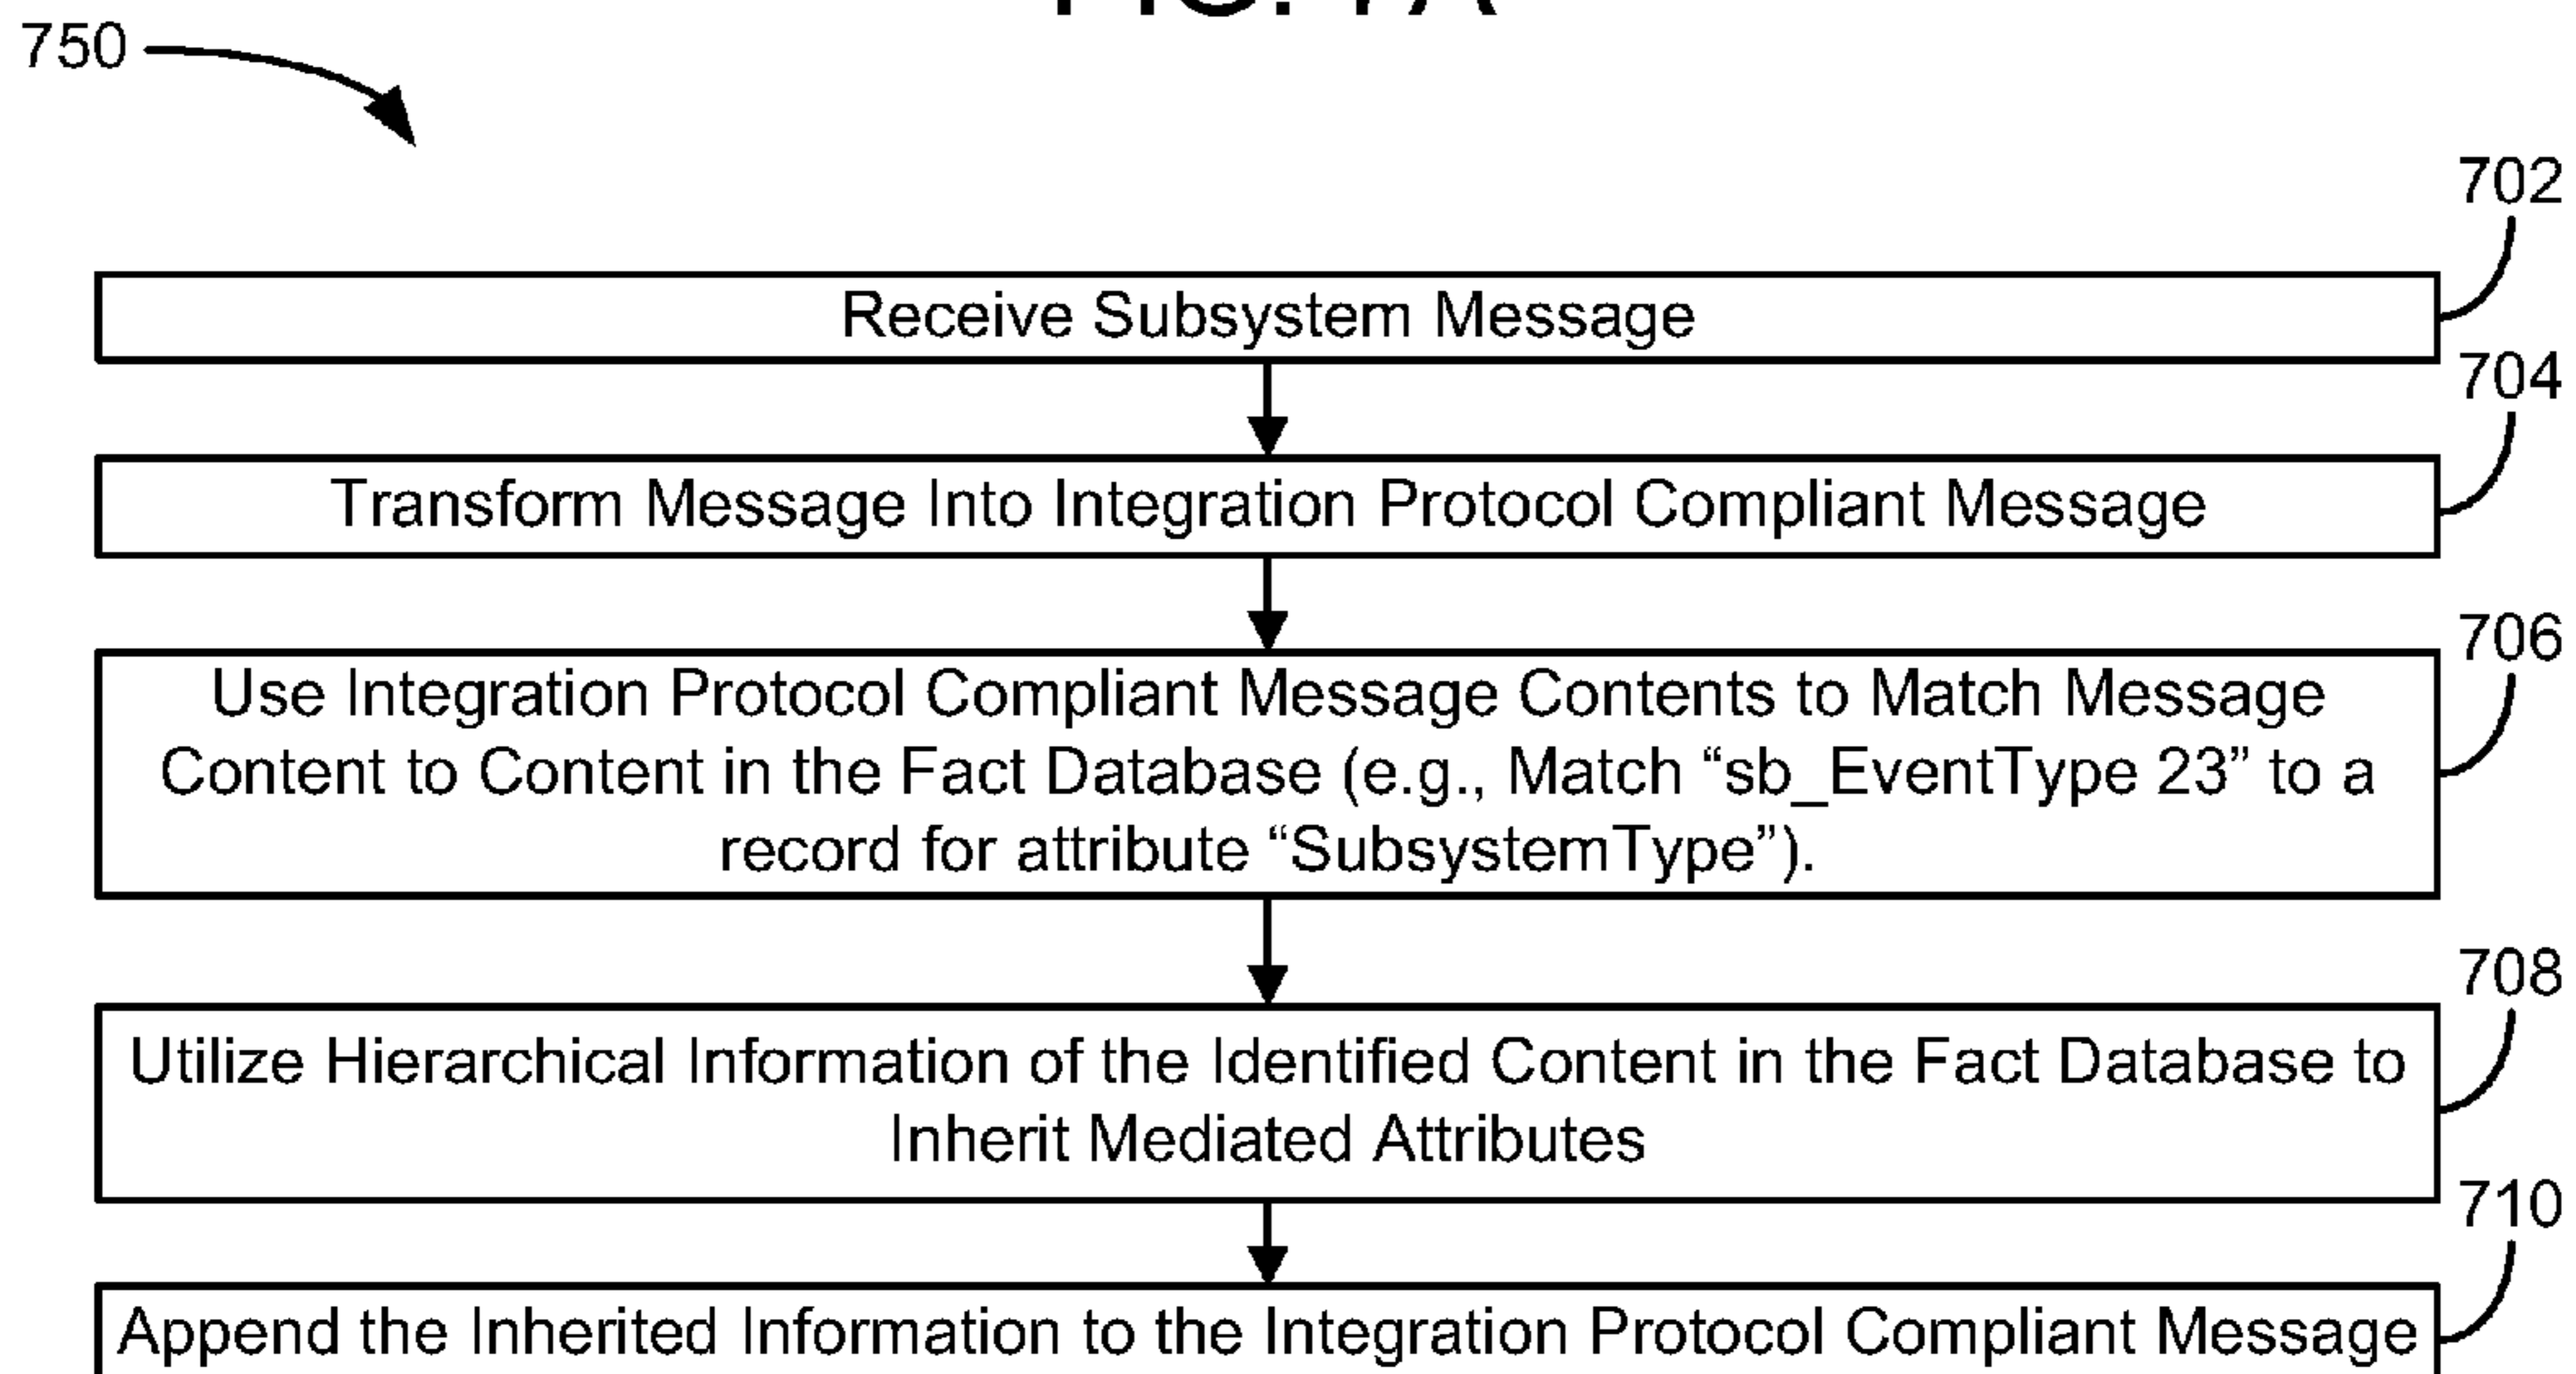 FIG. 7A
750
702
Receive Subsystem Message
704
Transform Message Into Integration Protocol Compliant Message
706
Use Integration Protocol Compliant Message Contents to Match Message
Content to Content in the Fact Database (e.g., Match “sb_EventType 23” to a
record for attribute “SubsystemType”).
708
Utilize Hierarchical Information of the Identified Content in the Fact Database to
Inherit Mediated Attributes
710
Append the Inherited Information to the Integration Protocol Compliant Message